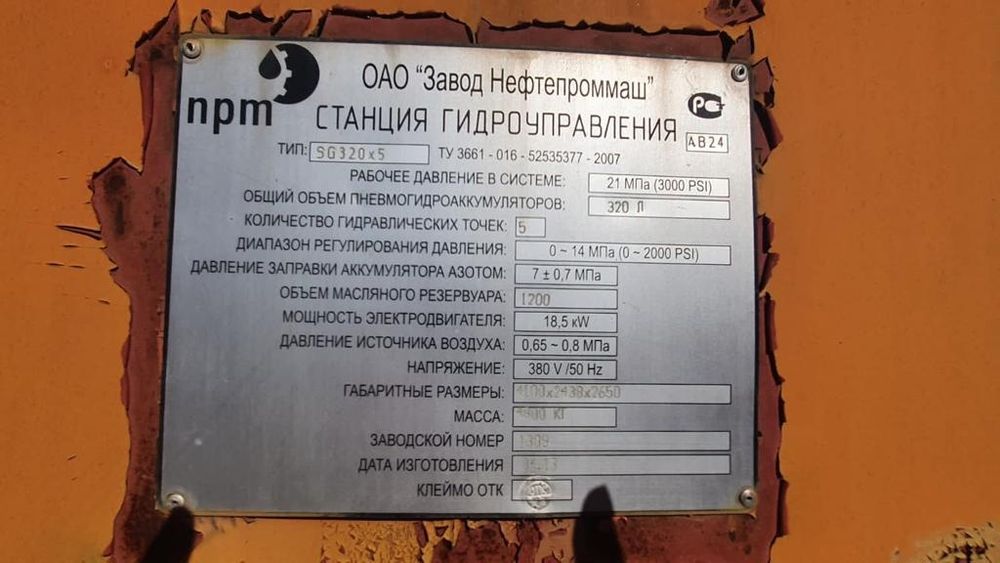 npm
ОАО "Завод Нефтепроммаш"
СТАНЦИЯ ГИДРОУПРАВЛЕНИЯ
РС
АВ24
ТИП: SG320x5 ТУ 3661 - 016 - 52535377 - 2007
РАБОЧЕЕ ДАВЛЕНИЕ В СИСТЕМЕ: 21 МПа (3000 PSI)
ОБЩИЙ ОБЪЕМ ПНЕВМОГИДРОАККУМУЛЯТОРОВ: 320 Л
КОЛИЧЕСТВО ГИДРАВЛИЧЕСКИХ ТОЧЕК: 5
ДИАПАЗОН РЕГУЛИРОВАНИЯ ДАВЛЕНИЯ: 0 ~ 14 МПа (0 ~ 2000 PSI)
ДАВЛЕНИЕ ЗАПРАВКИ АККУМУЛЯТОРА АЗОТОМ: 7 ± 0,7 МПа
ОБЪЕМ МАСЛЯНОГО РЕЗЕРВУАРА: 1200
МОЩНОСТЬ ЭЛЕКТРОДВИГАТЕЛЯ: 18,5 kW
ДАВЛЕНИЕ ИСТОЧНИКА ВОЗДУХА: 0,65 ~ 0,8 МПа
НАПРЯЖЕНИЕ: 380 V /50 Hz
ГАБАРИТНЫЕ РАЗМЕРЫ: 4100x2438x2650
МАССА: КГ
ЗАВОДСКОЙ НОМЕР 1309
ДАТА ИЗГОТОВЛЕНИЯ
КЛЕЙМО ОТК